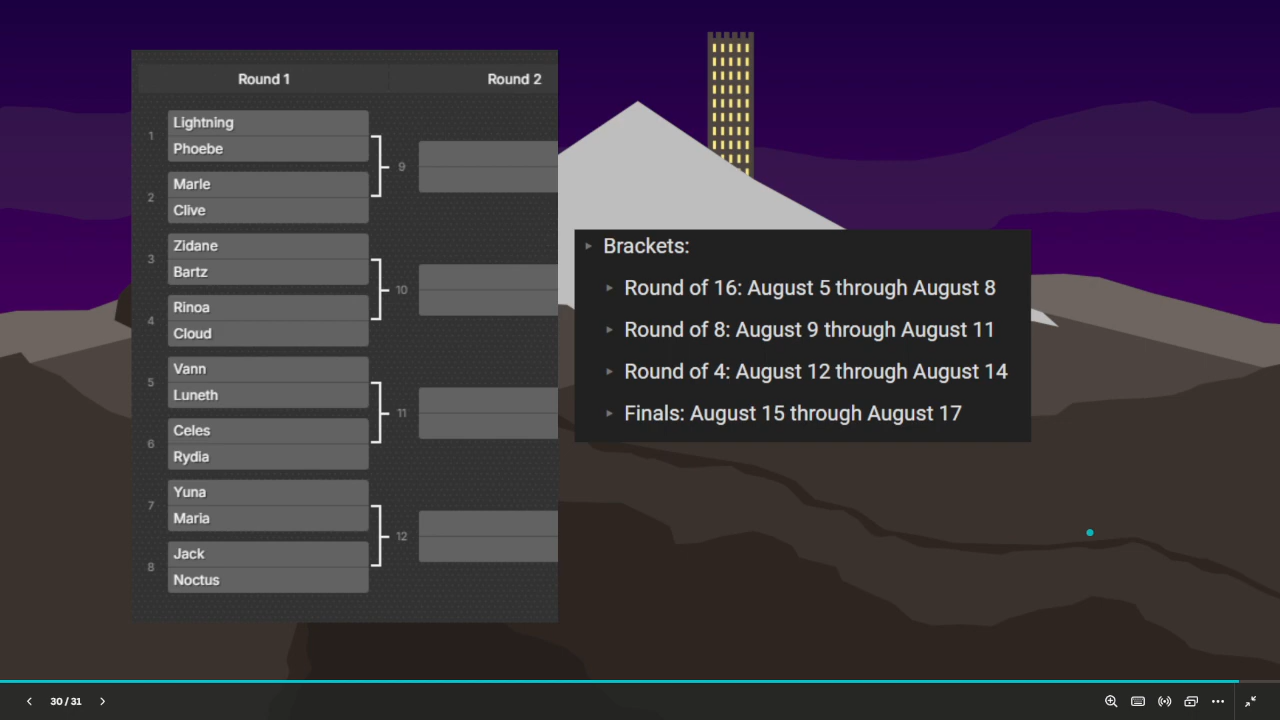 Round 1
Round 2
1
Lightning
Phoebe
9
2
Marle
Clive
3
Zidane
Bartz
10
4
Rinoa
Cloud
5
Vann
Luneth
11
6
Celes
Rydia
7
Yuna
Maria
12
8
Jack
Noctus
Brackets:
Round of 16: August 5 through August 8
Round of 8: August 9 through August 11
Round of 4: August 12 through August 14
Finals: August 15 through August 17
30 / 31